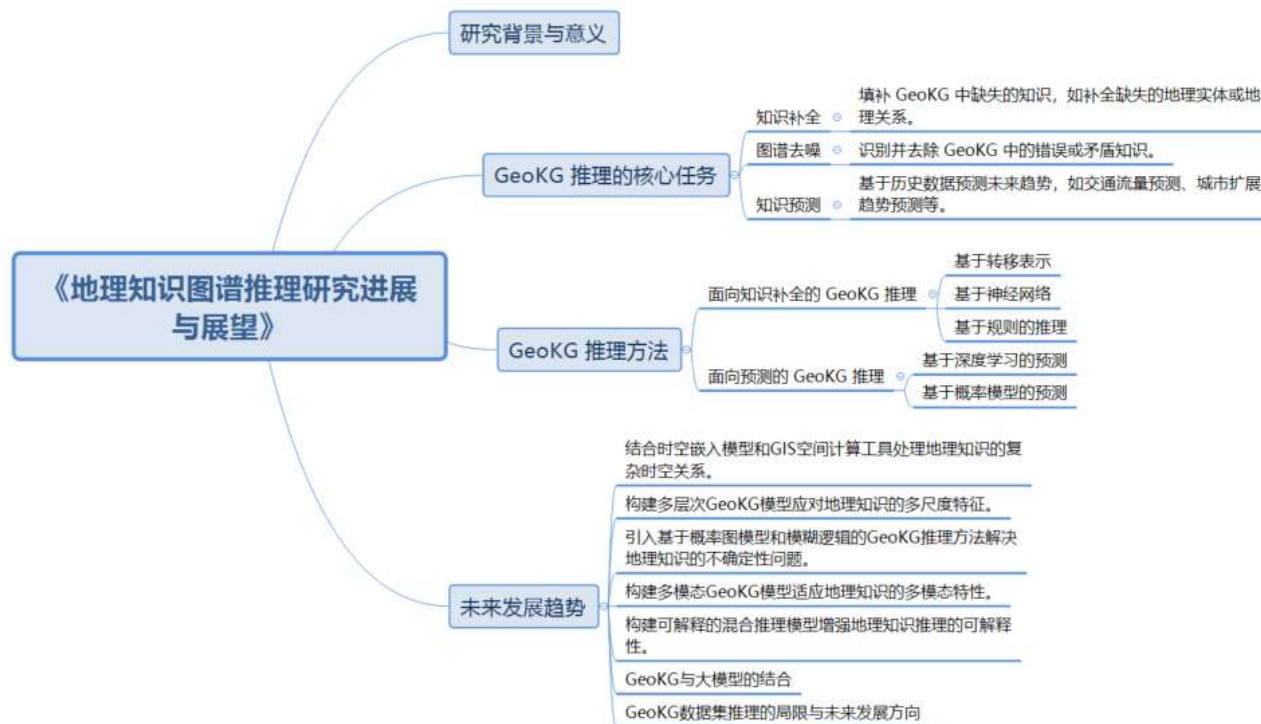 《地理知识图谱推理研究进展
与展望》
研究背景与意义
GeoKG 推理的核心任务
知识补全
填补 GeoKG 中缺失的知识，如补全缺失的地理实体或地
理关系。
图谱去噪
识别并去除 GeoKG 中的错误或矛盾知识。
知识预测
基于历史数据预测未来趋势，如交通流量预测、城市扩展
趋势预测等。
GeoKG 推理方法
面向知识补全的 GeoKG 推理
基于转移表示
基于神经网络
基于规则的推理
面向预测的 GeoKG 推理
基于深度学习的预测
基于概率模型的预测
未来发展趋势
结合时空嵌入模型和GIS空间计算工具处理地理知识的复
杂时空关系。
构建多层次GeoKG模型应对地理知识的多尺度特征。
引入基于概率图模型和模糊逻辑的GeoKG推理方法解决
地理知识的不确定性问题。
构建多模态GeoKG模型适应地理知识的多模态特性。
构建可解释的混合推理模型增强地理知识推理的可解释
性。
GeoKG与大模型的结合
GeoKG数据集推理的局限与未来发展方向